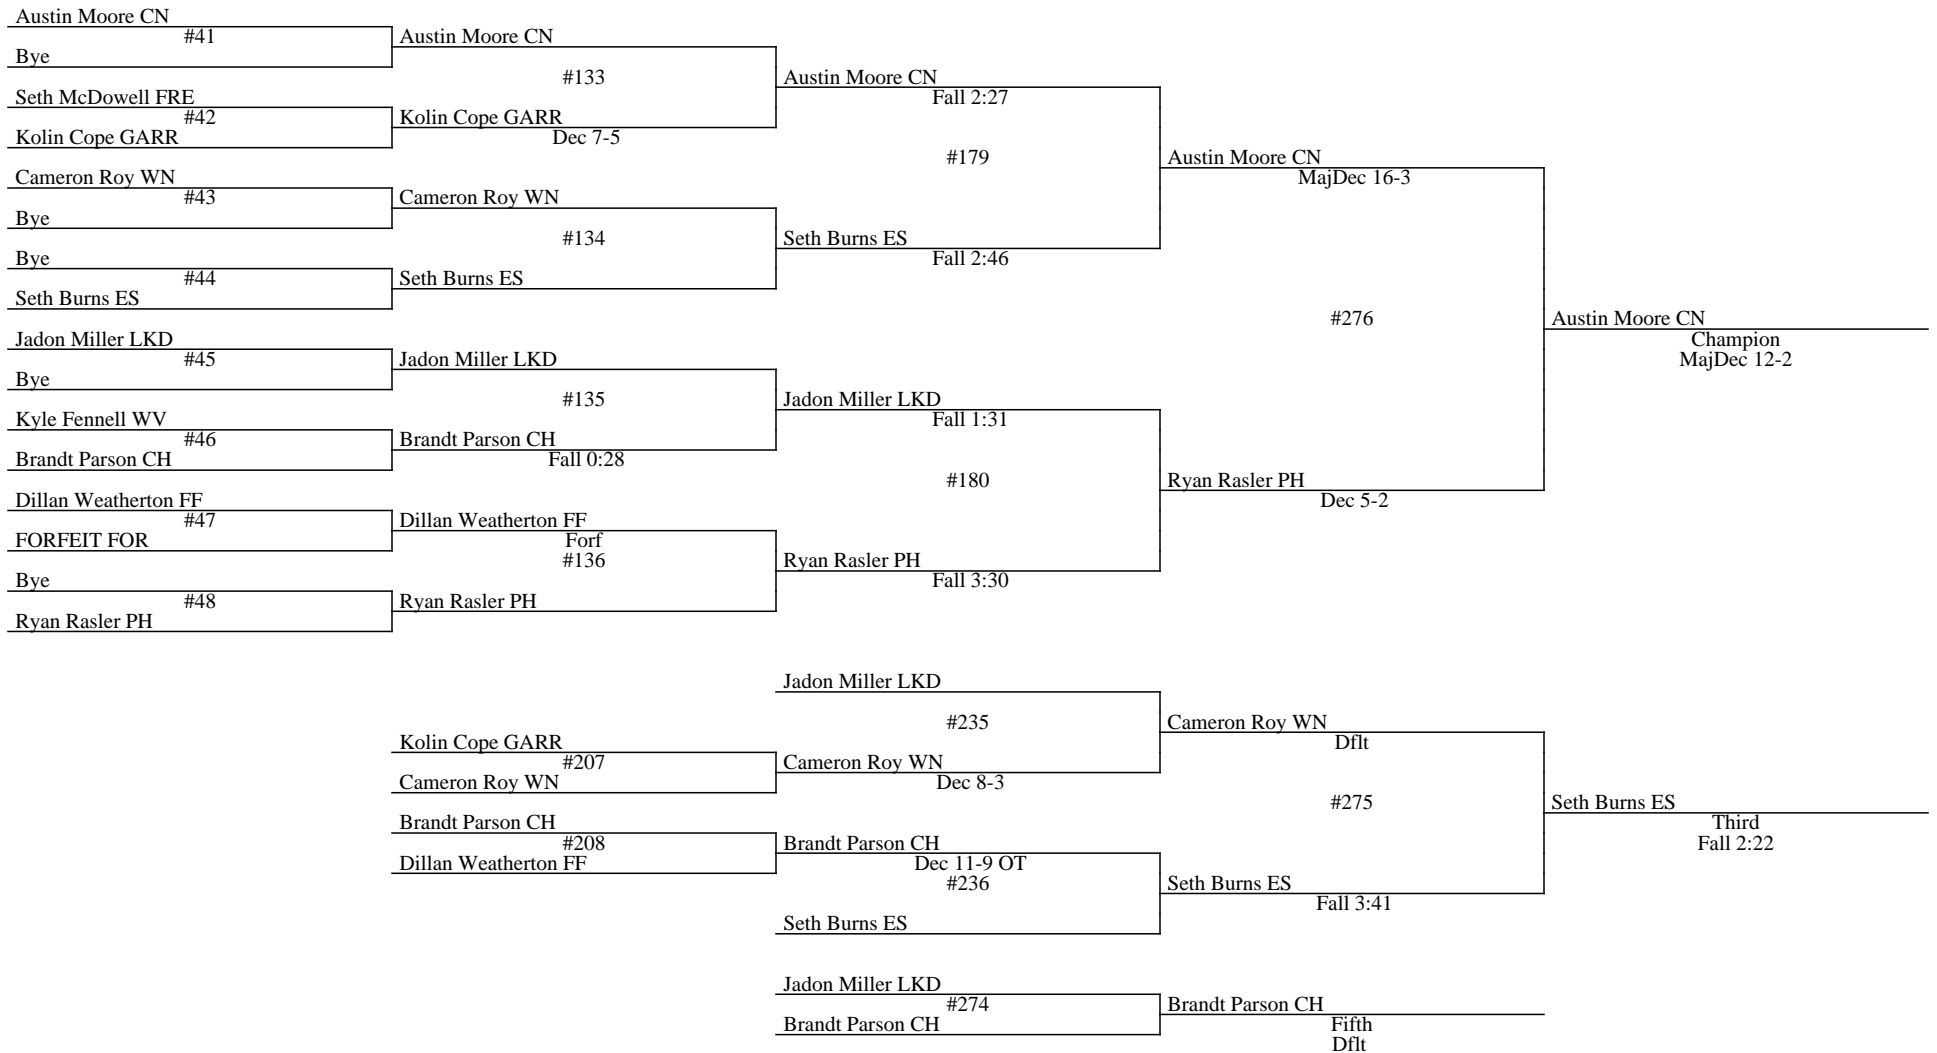 Austin Moore CN
#41
Bye
Austin Moore CN
#133
Seth McDowell FRE
#42
Kolin Cope GARR
Kolin Cope GARR
Dec 7-5
Austin Moore CN
Fall 2:27
#179
Cameron Roy WN
#43
Bye
Cameron Roy WN
#134
Bye
#44
Seth Burns ES
Seth Burns ES
Seth Burns ES
Fall 2:46
Austin Moore CN
MajDec 16-3
#276
Jadon Miller LKD
#45
Bye
Jadon Miller LKD
#135
Kyle Fennell WV
#46
Brandt Parson CH
Brandt Parson CH
Fall 0:28
Jadon Miller LKD
Fall 1:31
#180
Dillan Weatherton FF
#47
FORFEIT FOR
Dillan Weatherton FF
Forf
#136
Bye
#48
Ryan Rasler PH
Ryan Rasler PH
Ryan Rasler PH
Fall 3:30
Ryan Rasler PH
Dec 5-2
Austin Moore CN
Champion
MajDec 12-2
Jadon Miller LKD
#235
Kolin Cope GARR
#207
Cameron Roy WN
Cameron Roy WN
Dec 8-3
Cameron Roy WN
Dflt
#275
Brandt Parson CH
#208
Dillan Weatherton FF
Brandt Parson CH
Dec 11-9 OT
#236
Seth Burns ES
Seth Burns ES
Fall 3:41
Seth Burns ES
Third
Fall 2:22
Jadon Miller LKD
#274
Brandt Parson CH
Brandt Parson CH
Fifth
Dflt